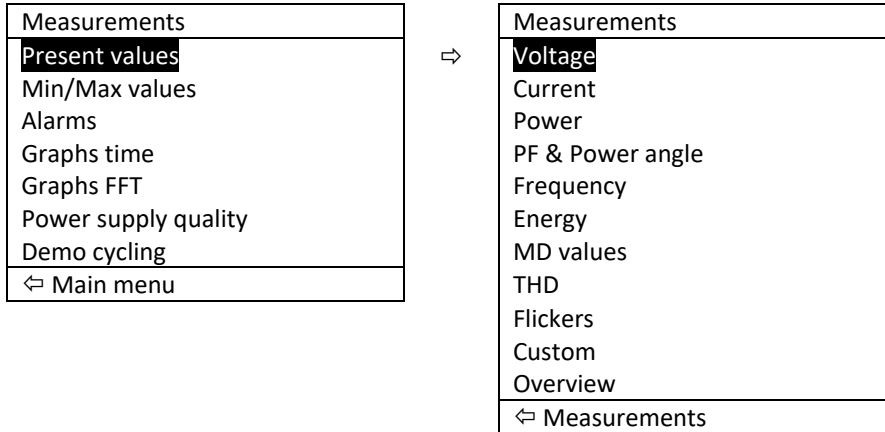 Measurements
Present values
Min/Max values
Alarms
Graphs time
Graphs FFT
Power supply quality
Demo cycling
⇦ Main menu
⇨
Measurements
Voltage
Current
Power
PF & Power angle
Frequency
Energy
MD values
THD
Flickers
Custom
Overview
⇦ Measurements